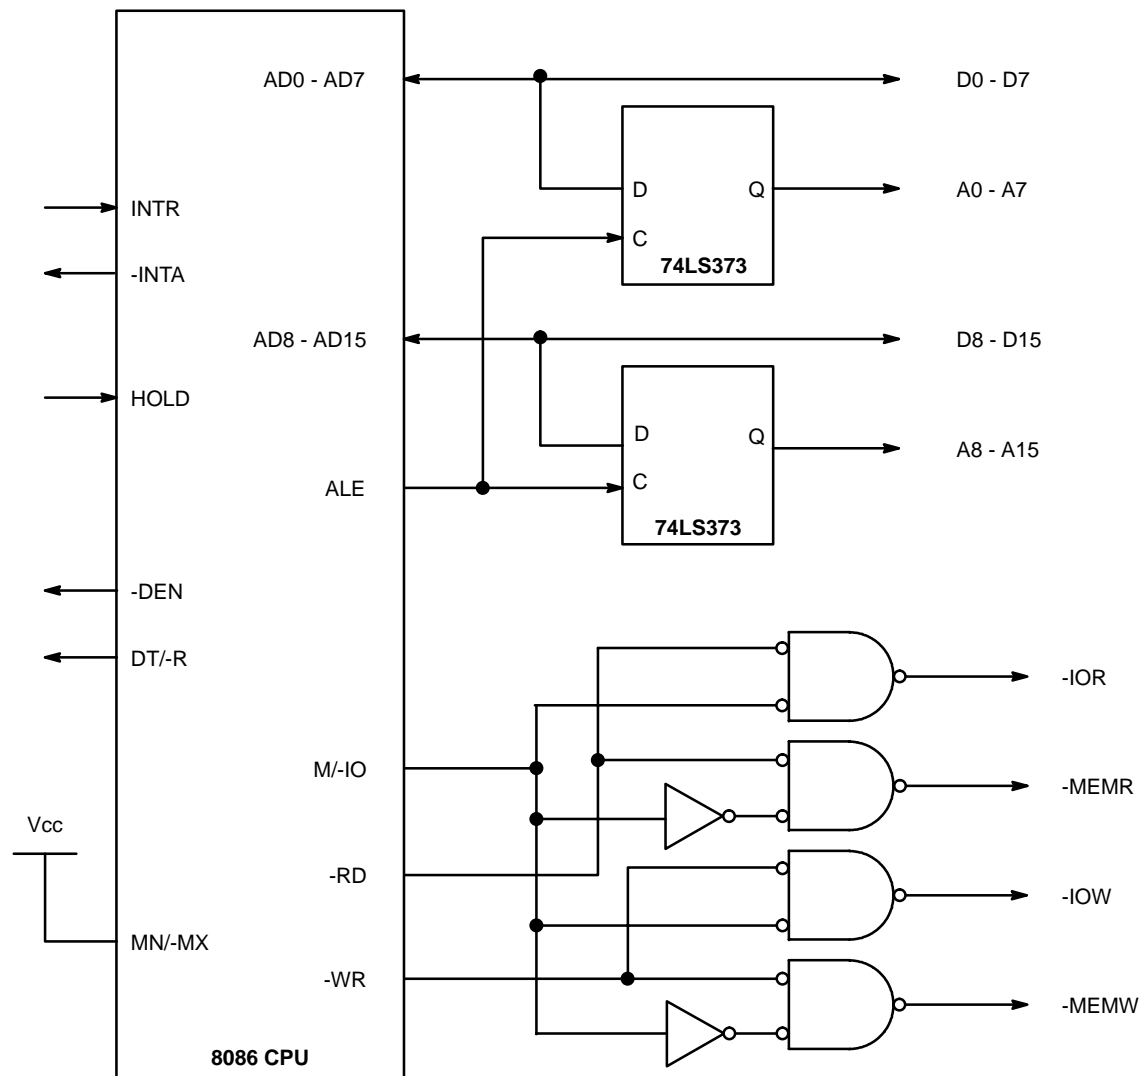 AD0 - AD7
D0 - D7
D
Q
A0 - A7
INTR
C
74LS373
-INTA
AD8 - AD15
D8 - D15
HOLD
D
Q
A8 - A15
ALE
C
74LS373
-DEN
DT/-R
-IOR
M/-IO
-MEMR
Vcc
-RD
-IOW
MN/-MX
-WR
-MEMW
8086 CPU